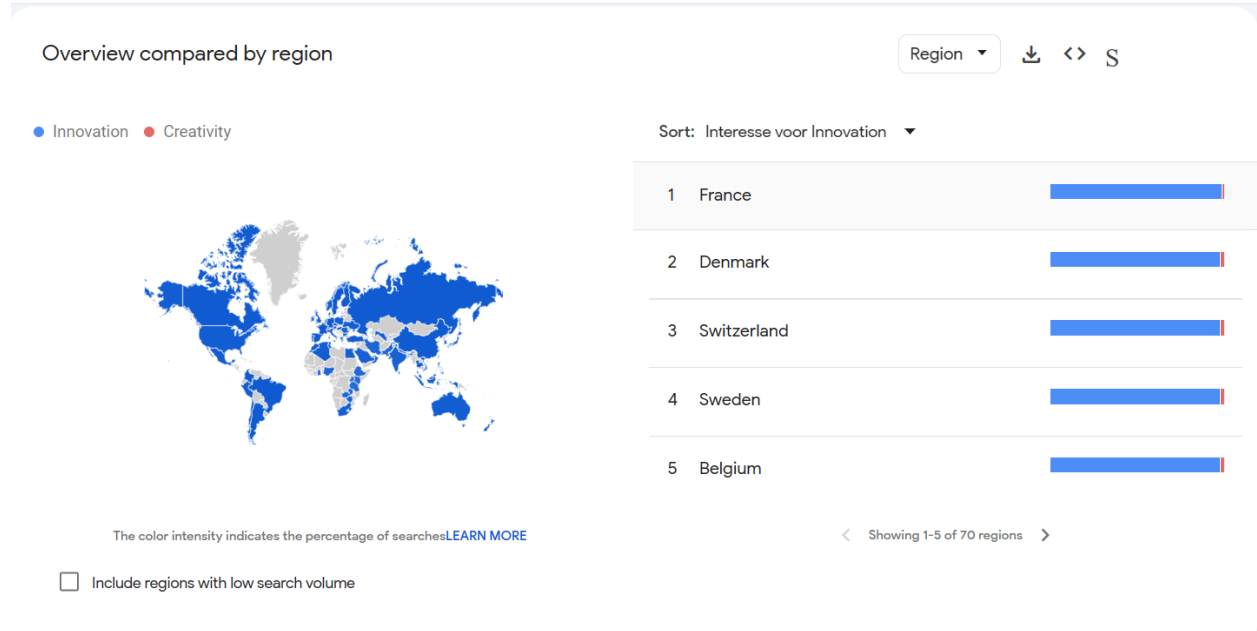 Overview compared by region
Region
S
Innovation Creativity
Sort: Interesse voor Innovation
1 France
2 Denmark
3 Switzerland
4 Sweden
5 Belgium
The color intensity indicates the percentage of searchesLEARN MORE
Showing 1-5 of 70 regions
Include regions with low search volume